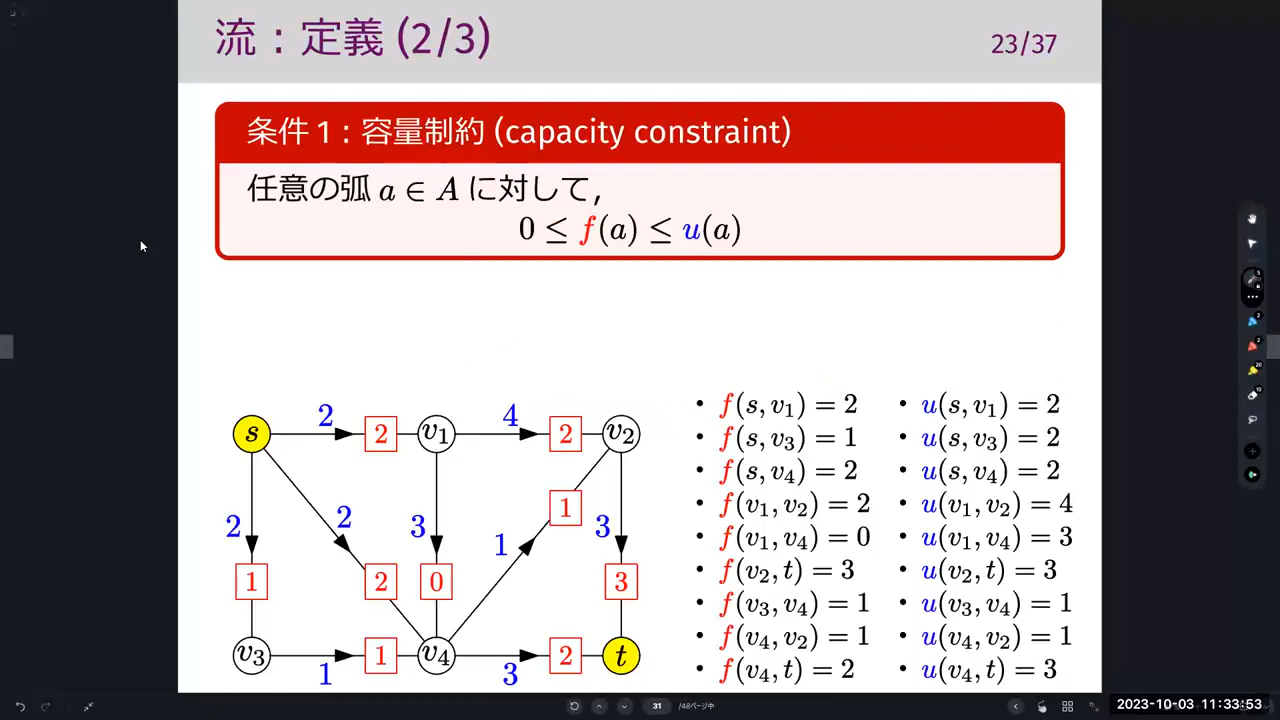 流：定義 (2/3)
23/37
条件 1 : 容量制約 (capacity constraint)
任意の弧 a ∈ A に対して,
0 ≤ f(a) ≤ u(a)
s 2 2 v₁ 4 2 v₂
2 2 3 1 1 3
1 2 0 3
v₃ 1 1 v₄ 3 2 t
• f(s, v₁) = 2 • u(s, v₁) = 2
• f(s, v₃) = 1 • u(s, v₃) = 2
• f(s, v₄) = 2 • u(s, v₄) = 2
• f(v₁, v₂) = 2 • u(v₁, v₂) = 4
• f(v₁, v₄) = 0 • u(v₁, v₄) = 3
• f(v₂, t) = 3 • u(v₂, t) = 3
• f(v₃, v₄) = 1 • u(v₃, v₄) = 1
• f(v₄, v₂) = 1 • u(v₄, v₂) = 1
• f(v₄, t) = 2 • u(v₄, t) = 3
31 /48ページ中
2023-10-03 11:33:53